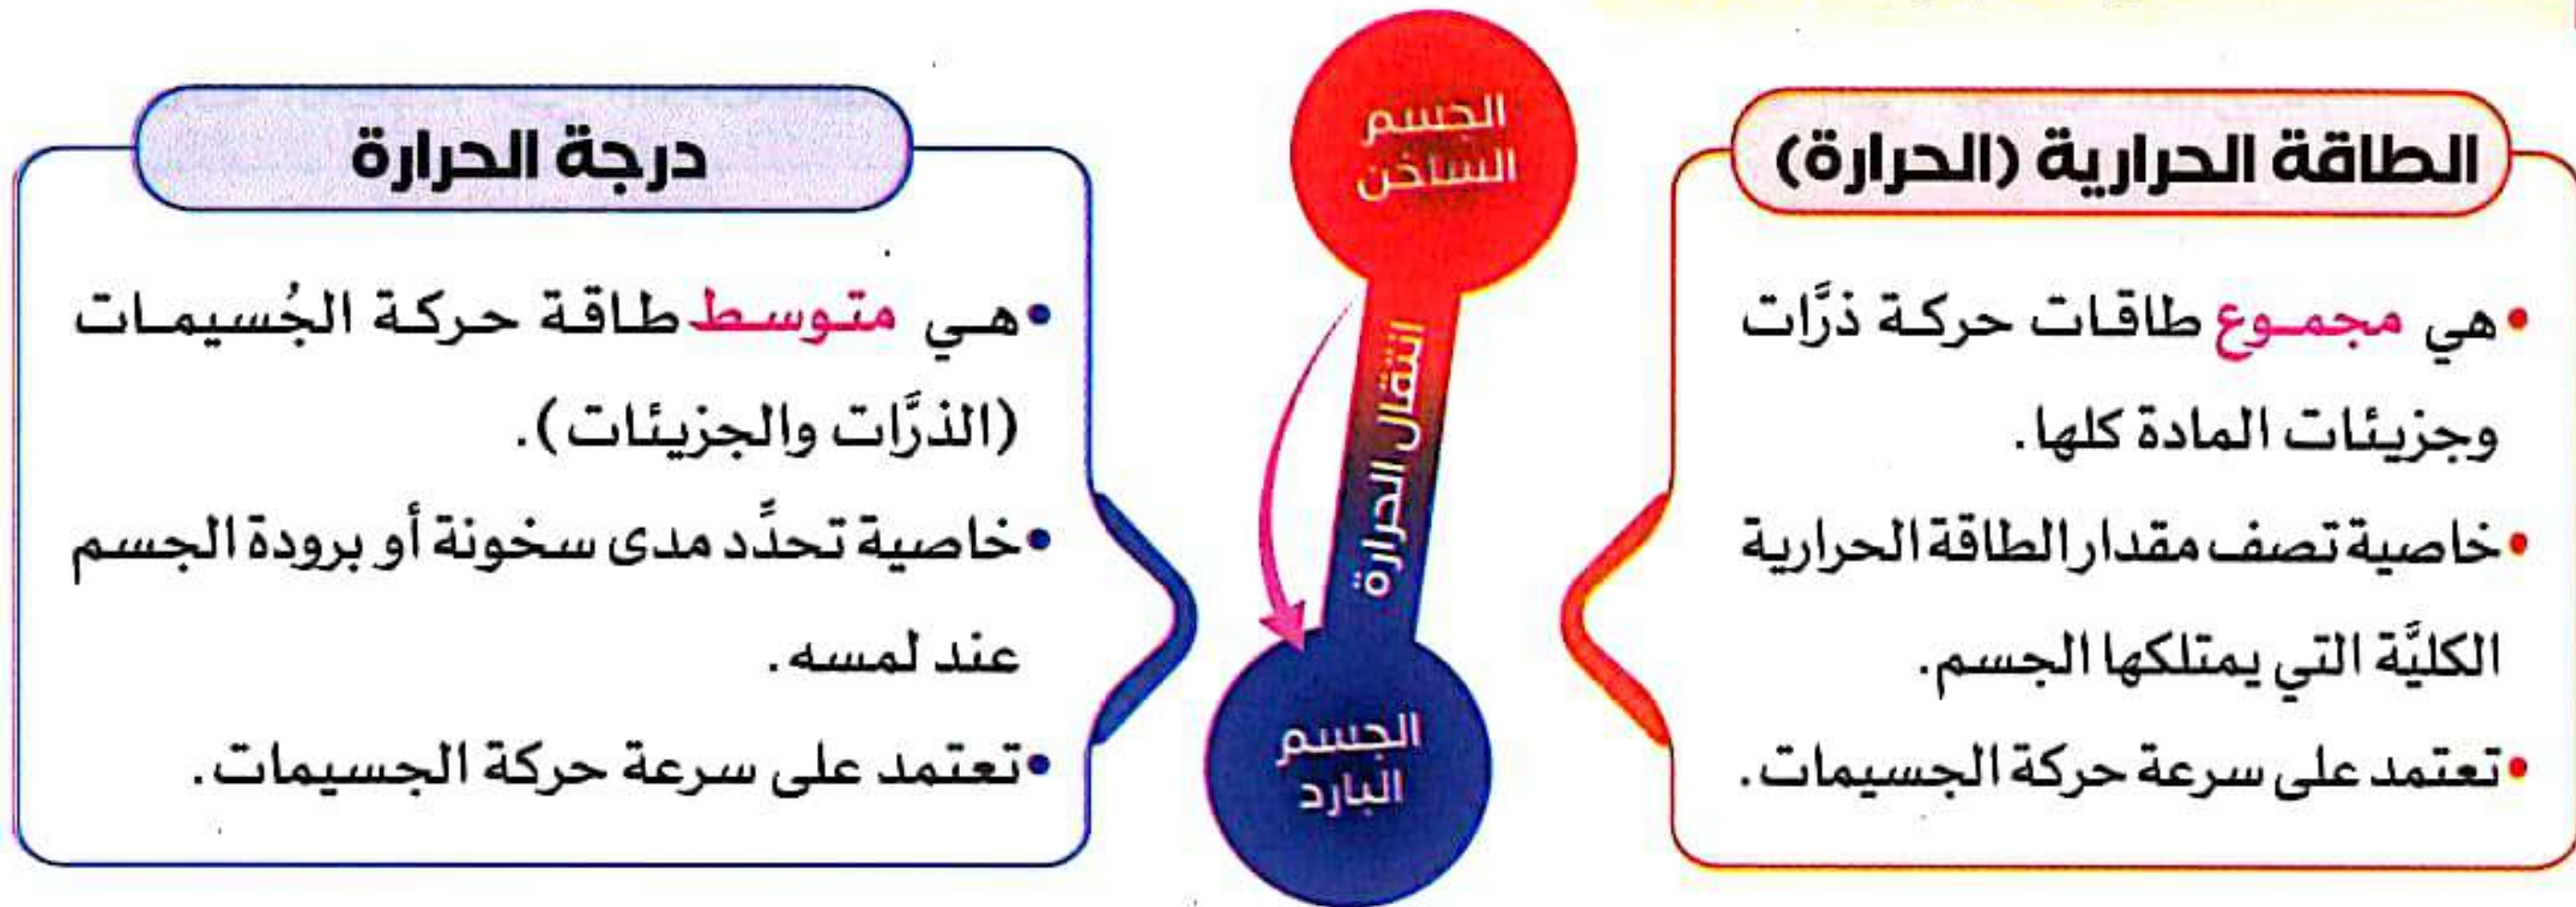 الطاقة الحرارية (الحرارة)
•هي مجموع طاقات حركة ذرَّات
وجزيئات المادة كلها.
•خاصية تصف مقدار الطاقة الحرارية
الكليَّة التي يمتلكها الجسم.
•تعتمد على سرعة حركة الجسيمات.
الجسم
الساخن
انتقال الحرارة
الجسم
البارد
درجة الحرارة
•هي متوسط طاقة حركة الجُسيمات
(الذرَّات والجزيئات).
•خاصية تحدِّد مدى سخونة أو برودة الجسم
عند لمسه.
•تعتمد على سرعة حركة الجسيمات.